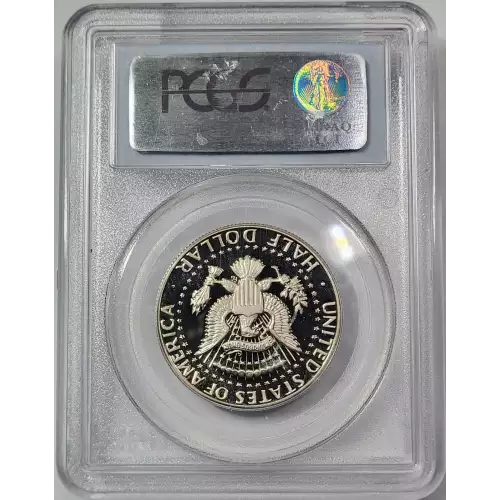 PCGS
UNITED STATES OF AMERICA
HALF DOLLAR